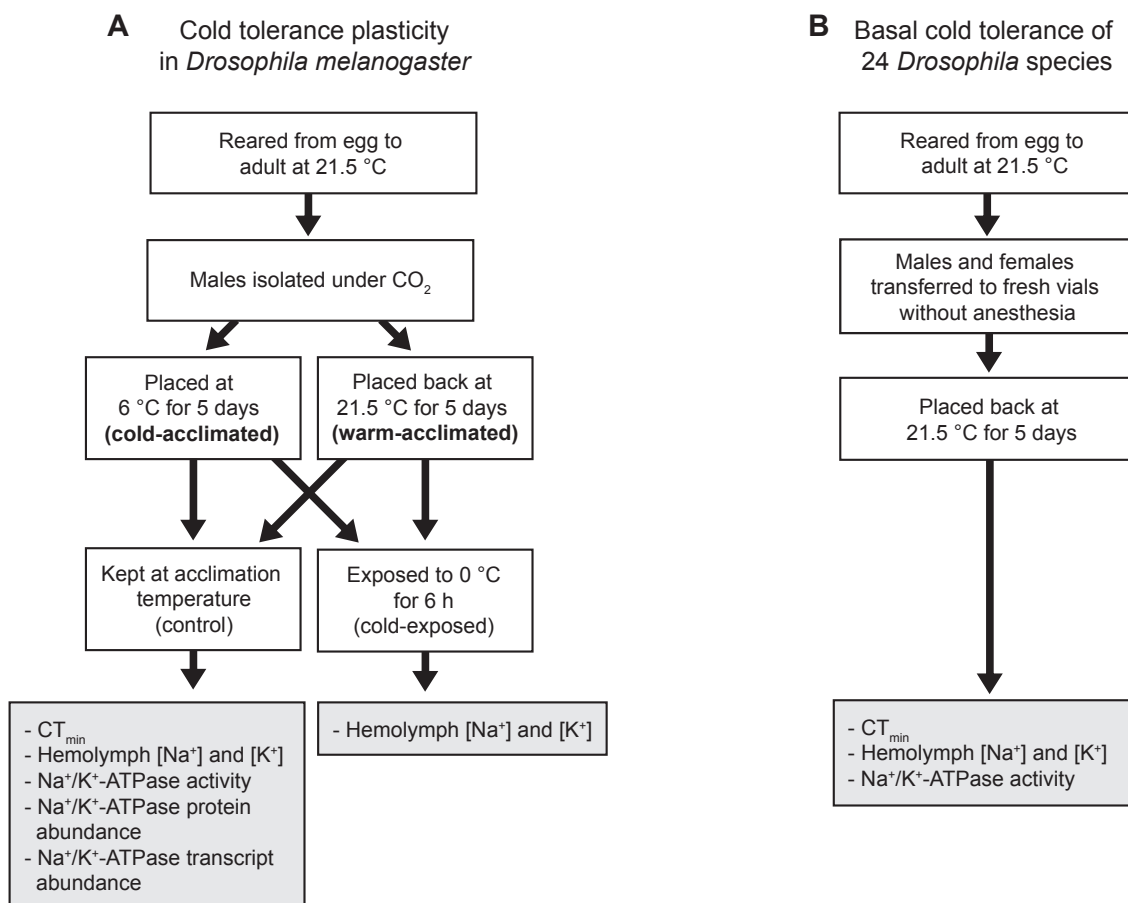 A
Cold tolerance plasticity
in Drosophila melanogaster
Reared from egg to
adult at 21.5 °C
Males isolated under CO₂
Placed at
6 °C for 5 days
(cold-acclimated)
Placed back at
21.5 °C for 5 days
(warm-acclimated)
Kept at acclimation
temperature
(control)
Exposed to 0 °C
for 6 h
(cold-exposed)
- CTmin
- Hemolymph [Na⁺] and [K⁺]
- Na⁺/K⁺-ATPase activity
- Na⁺/K⁺-ATPase protein
abundance
- Na⁺/K⁺-ATPase transcript
abundance
- Hemolymph [Na⁺] and [K⁺]
B
Basal cold tolerance of
24 Drosophila species
Reared from egg to
adult at 21.5 °C
Males and females
transferred to fresh vials
without anesthesia
Placed back at
21.5 °C for 5 days
- CTmin
- Hemolymph [Na⁺] and [K⁺]
- Na⁺/K⁺-ATPase activity